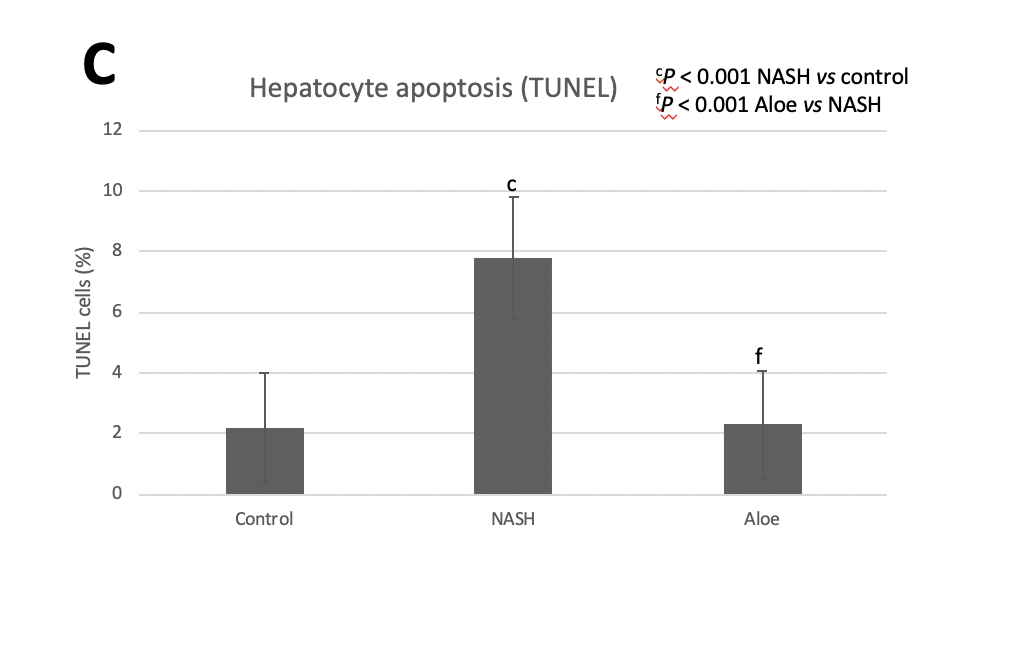 C
Hepatocyte apoptosis (TUNEL)
ᶜP < 0.001 NASH vs control
ᶠP < 0.001 Aloe vs NASH
12
10
8
6
4
2
0
TUNEL cells (%)
c
f
Control
NASH
Aloe